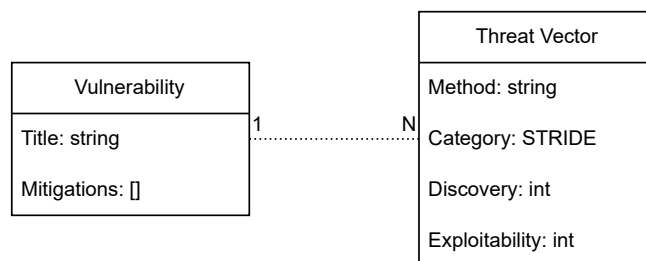 Vulnerability
Title: string
Mitigations: []
1
N
Threat Vector
Method: string
Category: STRIDE
Discovery: int
Exploitability: int